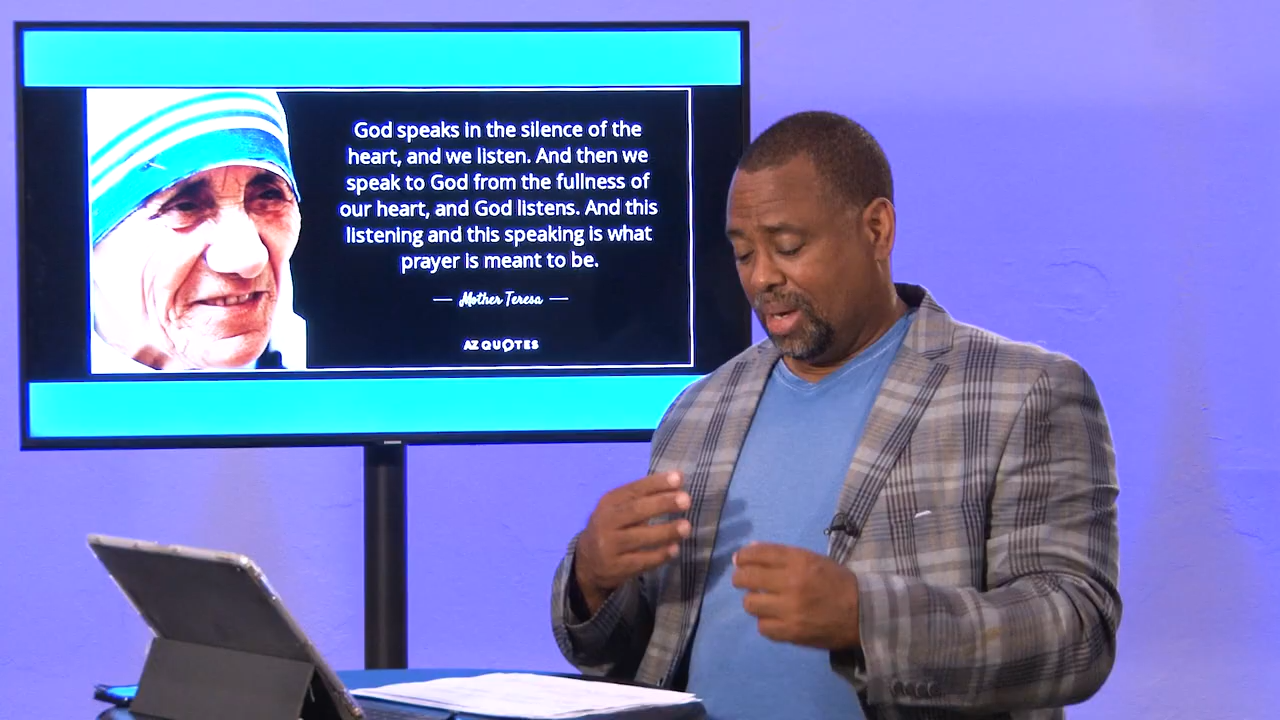 God speaks in the silence of the
heart, and we listen. And then we
speak to God from the fullness of
our heart, and God listens. And this
listening and this speaking is what
prayer is meant to be.
— Mother Teresa —
AZ QUOTES